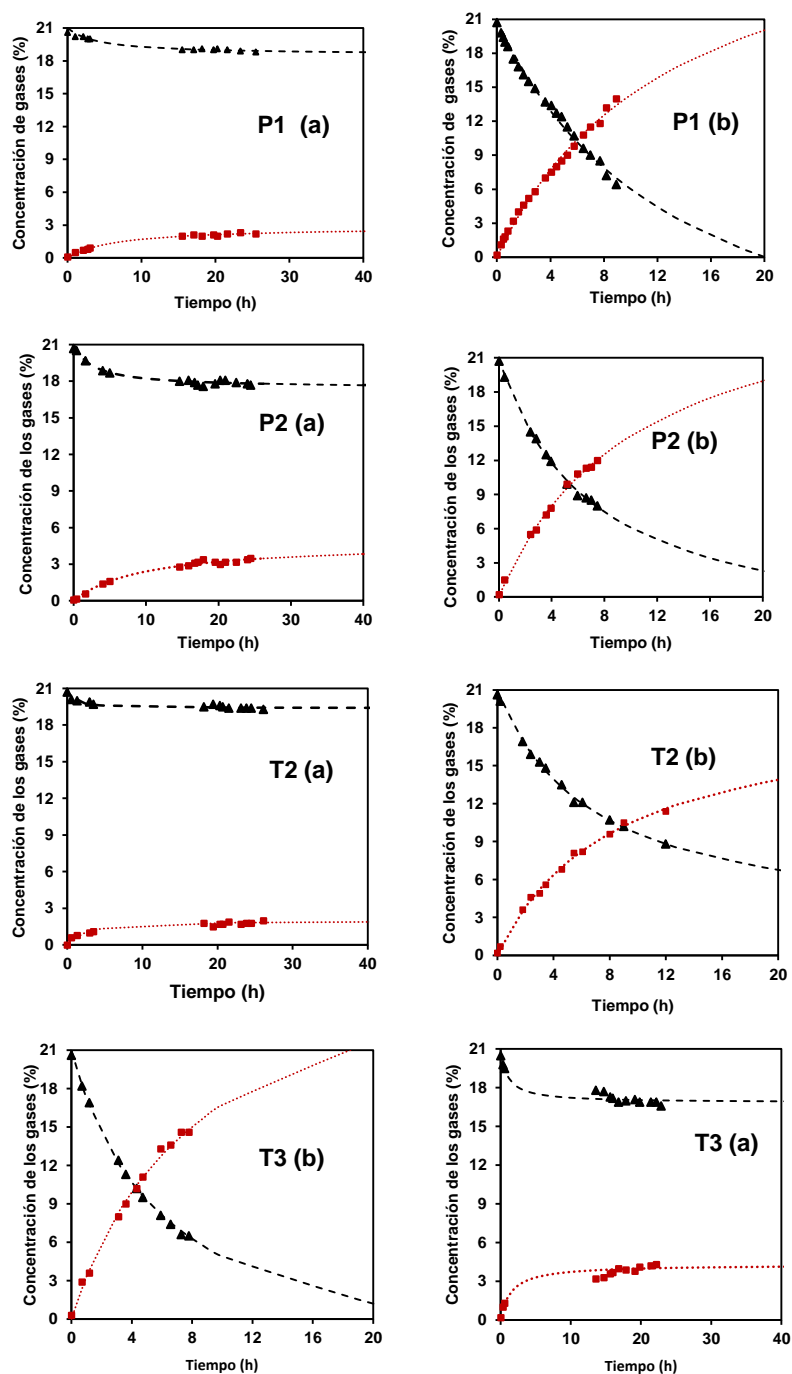 Concentración de gases (%)
21
18
15
12
9
6
3
0
P1 (a)
0 10 20 30 40
Tiempo (h)
Concentración de gases (%)
21
18
15
12
9
6
3
0
P1 (b)
0 4 8 12 16 20
Tiempo (h)
Concentración de los gases (%)
21
18
15
12
9
6
3
0
P2 (a)
0 10 20 30 40
Tiempo (h)
Concentración de los gases (%)
21
18
15
12
9
6
3
0
P2 (b)
0 4 8 12 16 20
Tiempo (h)
Concentración de los gases (%)
21
18
15
12
9
6
3
0
T2 (a)
0 10 20 30 40
Tiempo (h)
Concentración de los gases (%)
21
18
15
12
9
6
3
0
T2 (b)
0 4 8 12 16 20
Tiempo (h)
Concentración de los gases (%)
21
18
15
12
9
6
3
0
T3 (b)
0 4 8 12 16 20
Tiempo (h)
Concentración de los gases (%)
21
18
15
12
9
6
3
0
T3 (a)
0 10 20 30 40
Tiempo (h)